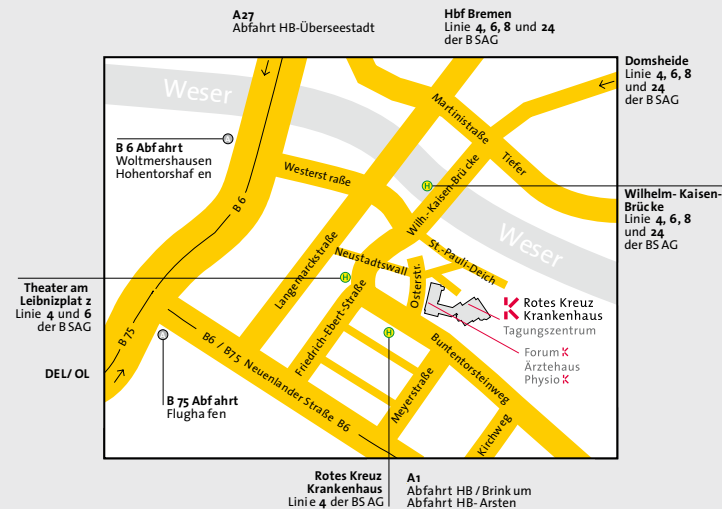 A27
Abfahrt HB-Überseestadt
Hbf Bremen
Linie 4, 6, 8 und 24
der BSAG
Domsheide
Linie 4, 6, 8
und 24
der BSAG
Weser
Martinistraße
Tiefer
B 6 Abfahrt
Woltmershausen
Hohentorshafen
Westerstraße
Wilh.-Kaisen-Brücke
H
Wilhelm-Kaisen-
Brücke
Linie 4, 6, 8
und 24
der BSAG
B 6
Weser
Langemarckstraße
Neustadtswall
St.-Pauli-Deich
Theater am
Leibnizplatz
Linie 4 und 6
der BSAG
H
Osterstr.
Rotes Kreuz
Krankenhaus
Tagungszentrum
Friedrich-Ebert-Straße
B 75
H
Forum
Ärztehaus
Physio
B6 / B75 Neuenlander Straße B6
Buntentorsteinweg
DEL/ OL
Meyerstraße
B 75 Abfahrt
Flughafen
Kirchweg
Rotes Kreuz
Krankenhaus
Linie 4 der BSAG
A1
Abfahrt HB / Brinkum
Abfahrt HB-Arsten